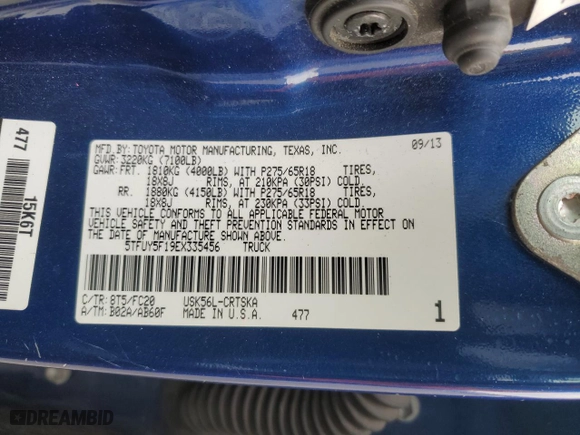 MFD.BY:TOYOTA MOTOR MANUFACTURING, TEXAS, INC. 09/13
GVWR:3220KG (7100LB)
GAWR:FRT. 1810KG (4000LB) WITH P275/65R18 TIRES,
18X8J RIMS, AT 210KPA (30PSI) COLD
RR. 1880KG (4150LB) WITH P275/65R18 TIRES,
18X8J RIMS, AT 230KPA (33PSI) COLD
THIS VEHICLE CONFORMS TO ALL APPLICABLE FEDERAL MOTOR
VEHICLE SAFETY AND THEFT PREVENTION STANDARDS IN EFFECT
ON THE DATE OF MANUFACTURE SHOWN ABOVE.
5TFUY5F19EX335456 TRUCK
C/TR:8T5/FC20 USK56L-CRTSKA
A/TM:B02A/AB60F MADE IN U.S.A. 477 1
477
15K6T
DREAMBID